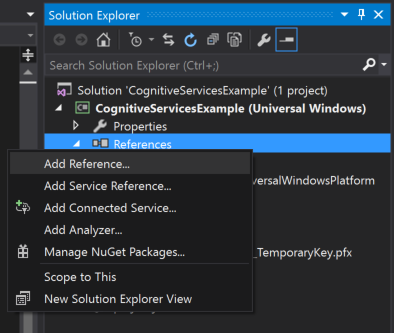 Solution Explorer
Search Solution Explorer (Ctrl+;)
Solution 'CognitiveServicesExample' (1 project)
C# CognitiveServicesExample (Universal Windows)
Properties
References
Add Reference...
Add Service Reference...
versalWindowsPlatform
Add Connected Service...
Add Analyzer...
Manage NuGet Packages...
_TemporaryKey.pfx
Scope to This
New Solution Explorer View